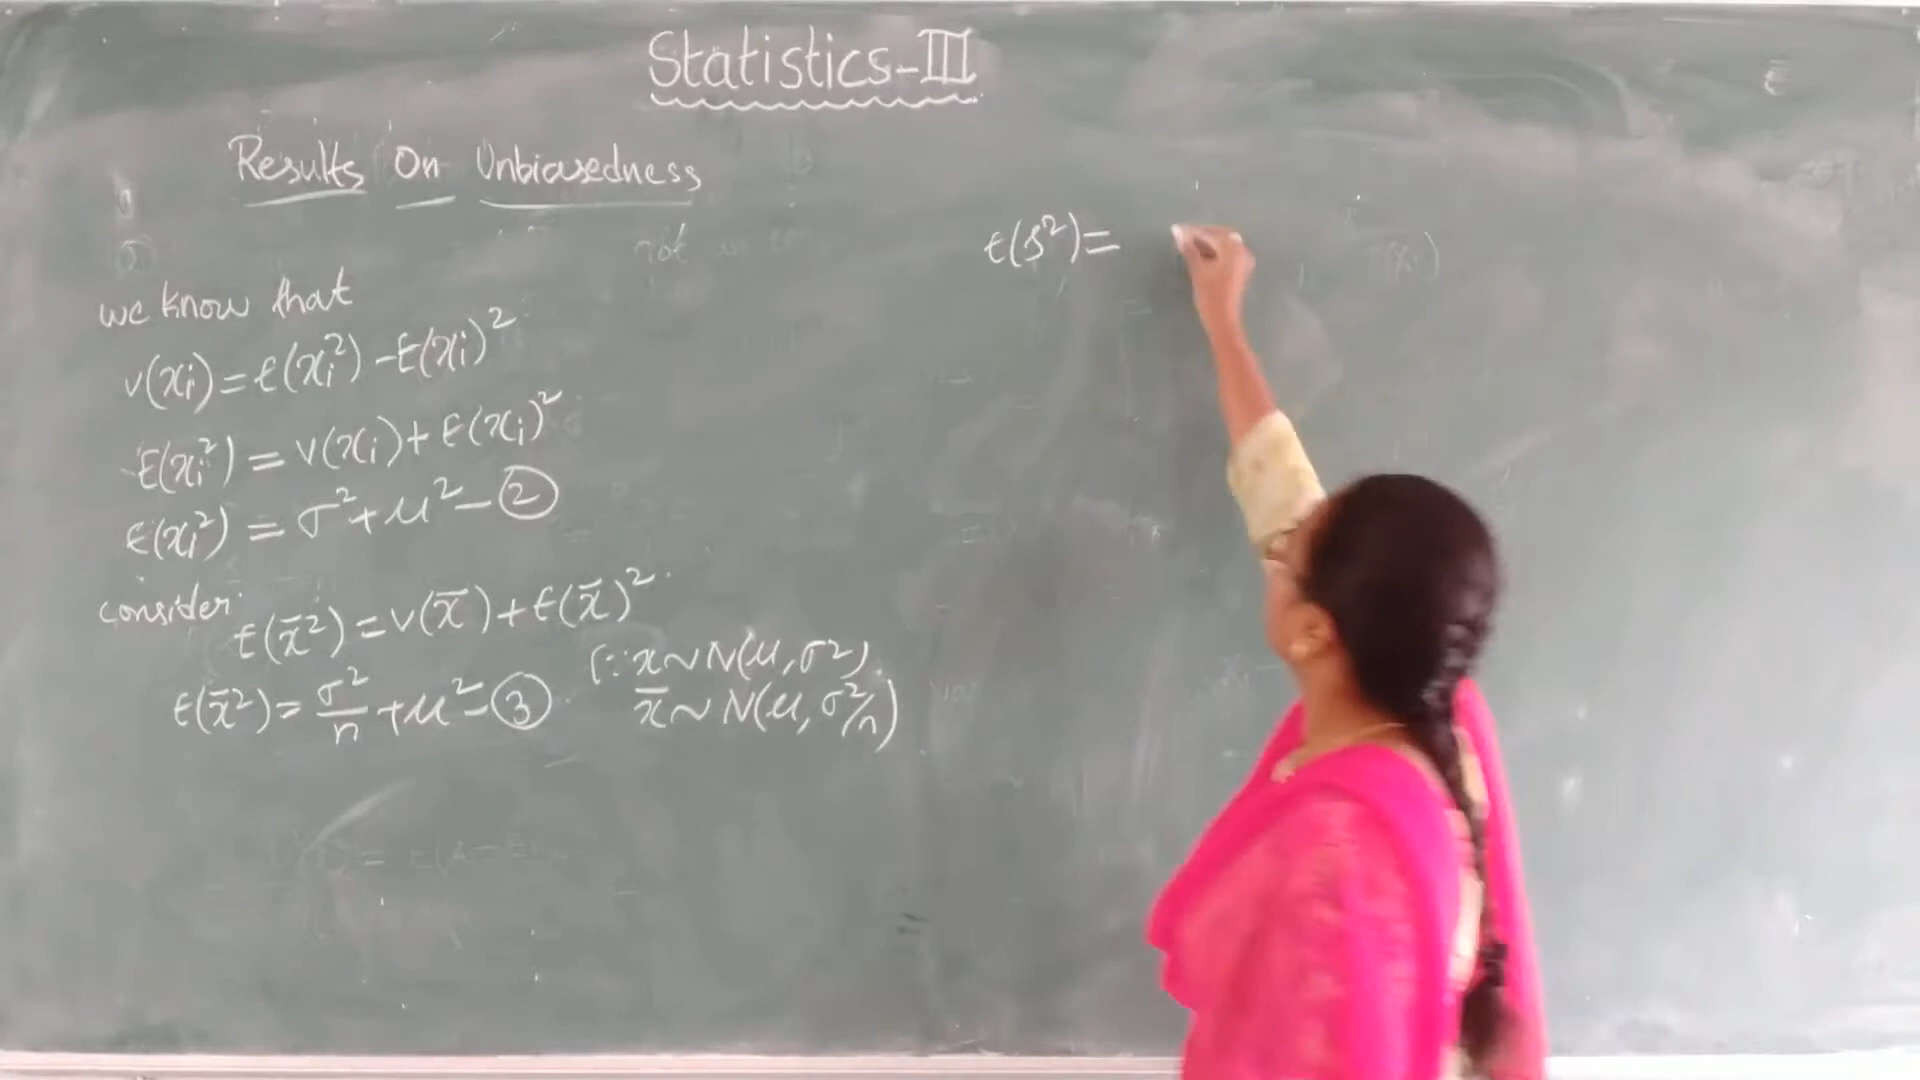 Statistics-III
Results On Unbiasedness
we know that
v(xᵢ) = E(xᵢ²) - E(xᵢ)²
E(xᵢ²) = v(xᵢ) + E(xᵢ)²
E(xᵢ²) = σ² + μ² - ②
consider
E(x̄²) = v(x̄) + E(x̄)²
E(x̄²) = σ²/n + μ² - ③
(∵ x ~ N(μ, σ²)
x̄ ~ N(μ, σ²/n)
E(s²) =